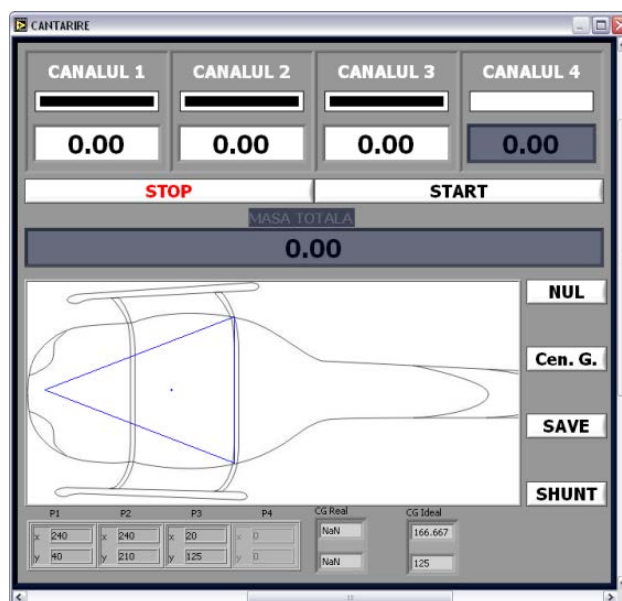 CANTARIRE
CANALUL 1 CANALUL 2 CANALUL 3 CANALUL 4
0.00 0.00 0.00 0.00
STOP START
MASA TOTALA
0.00
NUL
Cen. G.
SAVE
SHUNT
P1 P2 P3 P4 CG Real CG Ideal
x 240 x 240 x 20 x 0 NaN 166.667
y 40 y 210 y 125 y 0 NaN 125